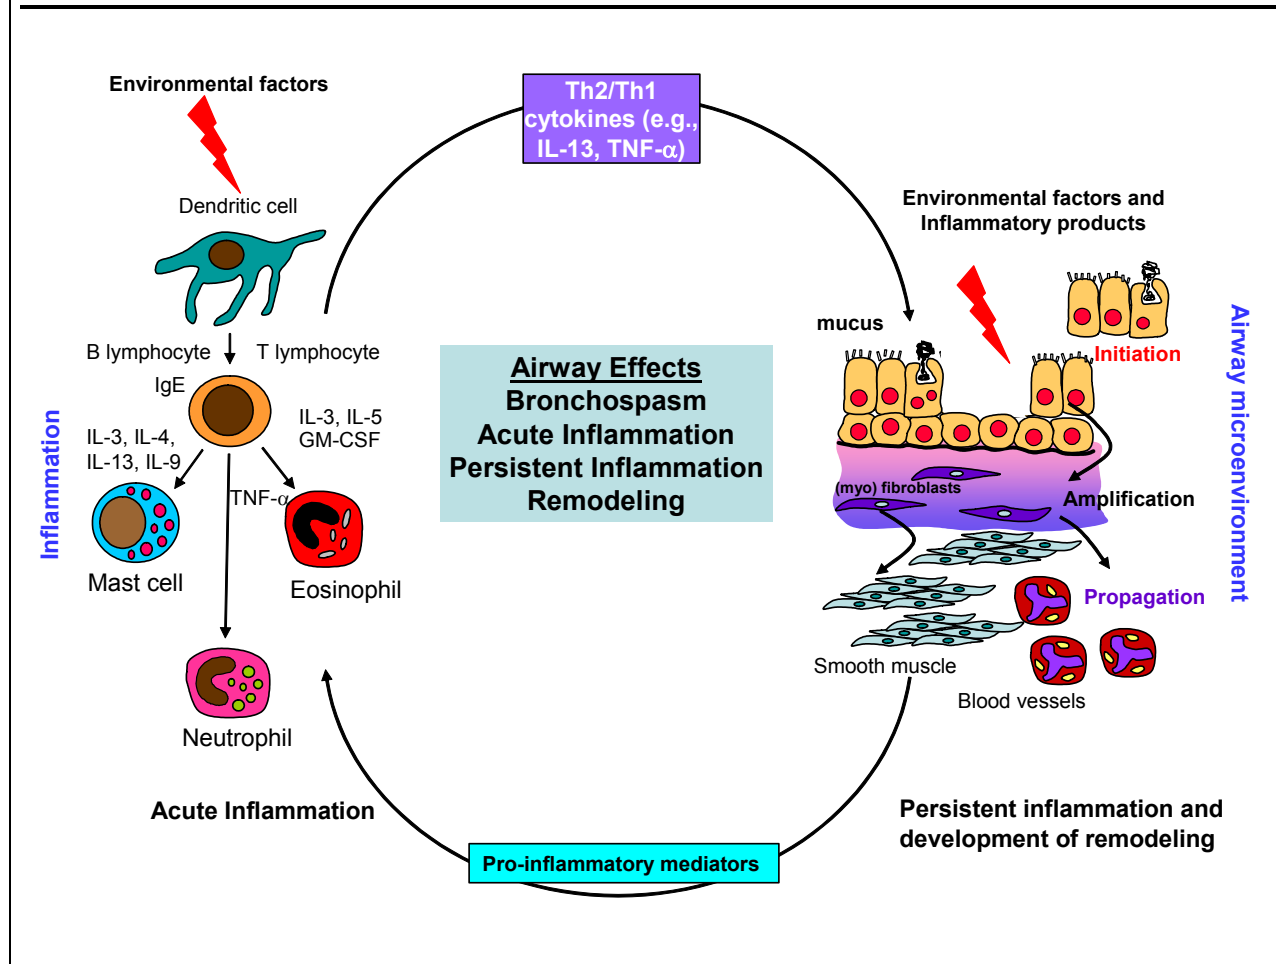 Environmental factors
Th2/Th1
cytokines (e.g.,
IL-13, TNF-α)
Dendritic cell
Environmental factors and
Inflammatory products
mucus
Initiation
B lymphocyte
T lymphocyte
IgE
IL-3, IL-5
GM-CSF
IL-3, IL-4,
IL-13, IL-9
TNF-α
Mast cell
Eosinophil
Neutrophil
Inflammation
Acute Inflammation
Airway Effects
Bronchospasm
Acute Inflammation
Persistent Inflammation
Remodeling
(myo) fibroblasts
Amplification
Propagation
Smooth muscle
Blood vessels
Airway microenvironment
Persistent inflammation and
development of remodeling
Pro-inflammatory mediators